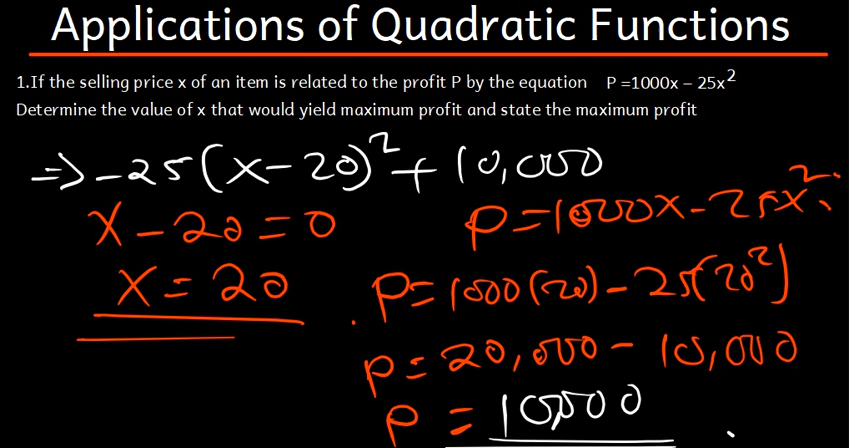 Applications of Quadratic Functions
1.If the selling price x of an item is related to the profit P by the equation P =1000x – 25x²
Determine the value of x that would yield maximum profit and state the maximum profit
=> -25(x-20)² + 10,000
x - 20 = 0
x = 20
P = 1000x - 25x²
P = 1000(20) - 25(20²)
P = 20,000 - 10,000
P = 10,000